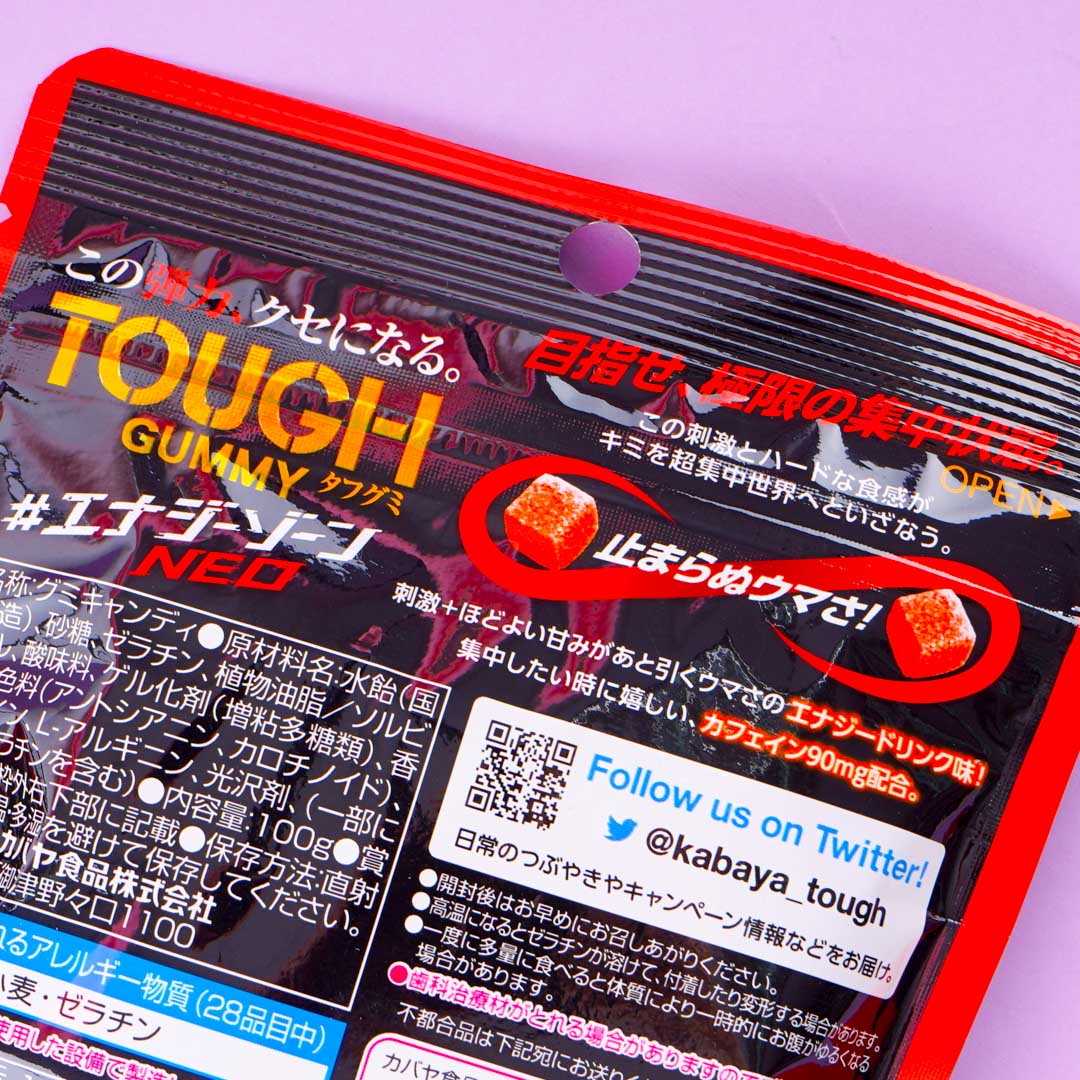 この弾力、クセになる。
TOUGH
GUMMY タフグミ
#エナジーゾーン
NEO
目指せ、極限の集中状態。
この刺激とハードな食感が
キミを超集中世界へといざなう。
OPEN
止まらぬウマさ!
刺激+ほどよい甘みがあと引くウマさのエナジードリンク味!
集中したい時に嬉しい、カフェイン90mg配合。
名称:グミキャンディ●原材料名:水飴(国
造)、砂糖、ゼラチン、植物油脂/ソルビ
ル、酸味料、ゲル化剤(増粘多糖類)、香
色料(アントシアニン、カロチノイド)、
イン、L-アルギニン、光沢剤、(一部に
ラチンを含む)●内容量:100g●賞
枠外右下部に記載●保存方法:直射
温多湿を避けて保存してください。
カバヤ食品株式会社
御津野々口1100
るアレルギー物質(28品目中)
小麦・ゼラチン
使用した設備で製造
Follow us on Twitter!
@kabaya_tough
日常のつぶやきやキャンペーン情報などをお届け。
●開封後はお早めにお召しあがりください。
●高温になるとゼラチンが溶けて、付着したり変形する場合があります。
●一度に多量に食べると体質により一時的にお腹がゆるくなる
場合があります。
●歯科治療材がとれる場合がありますので
不都合品は下記宛にお送りく
カバヤ食品